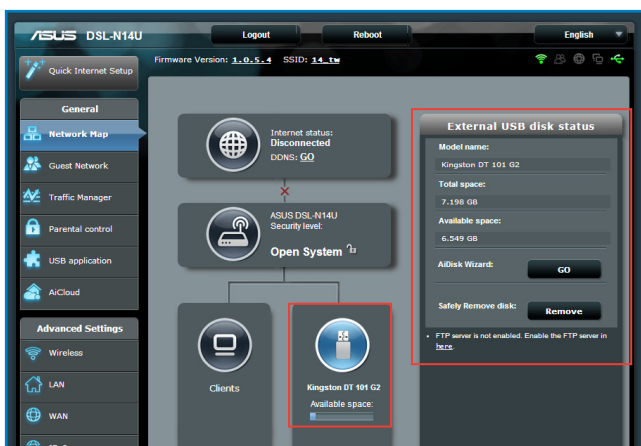 ASUS DSL-N14U
Logout
Reboot
English
Quick Internet Setup
Firmware Version: 1.0.5.4 SSID: 14_tw
General
Network Map
Guest Network
Traffic Manager
Parental control
USB application
AiCloud
Advanced Settings
Wireless
LAN
WAN
Internet status:
Disconnected
DDNS: GO
ASUS DSL-N14U
Security level:
Open System
Clients
Kingston DT 101 G2
Available space:
External USB disk status
Model name:
Kingston DT 101 G2
Total space:
7.198 GB
Available space:
6.549 GB
AiDisk Wizard:
GO
Safely Remove disk:
Remove
• FTP server is not enabled. Enable the FTP server in
here.